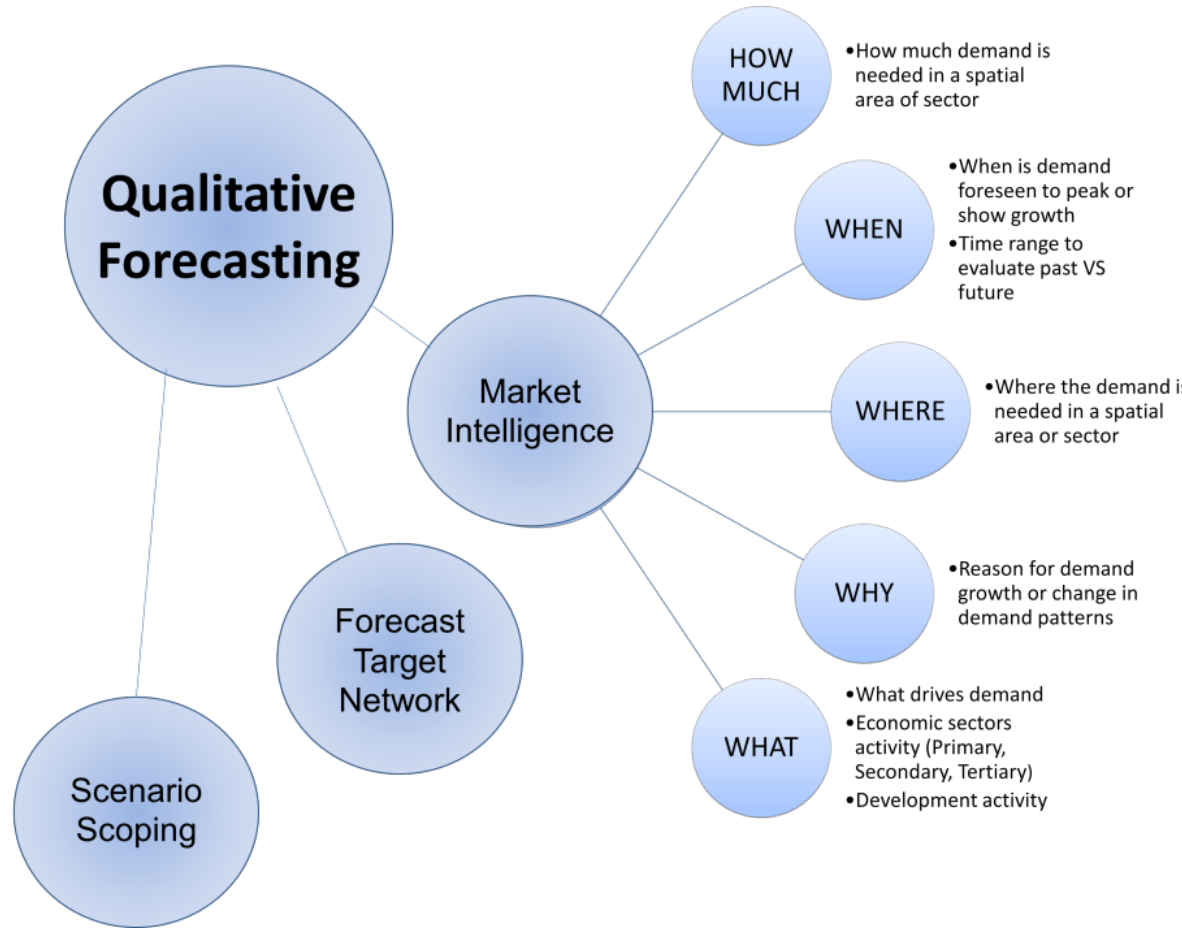 Qualitative
Forecasting
Market
Intelligence
Forecast
Target
Network
Scenario
Scoping
HOW
MUCH
•How much demand is
needed in a spatial
area of sector
WHEN
•When is demand
foreseen to peak or
show growth
•Time range to
evaluate past VS
future
WHERE
•Where the demand is
needed in a spatial
area or sector
WHY
•Reason for demand
growth or change in
demand patterns
WHAT
•What drives demand
•Economic sectors
activity (Primary,
Secondary, Tertiary)
•Development activity